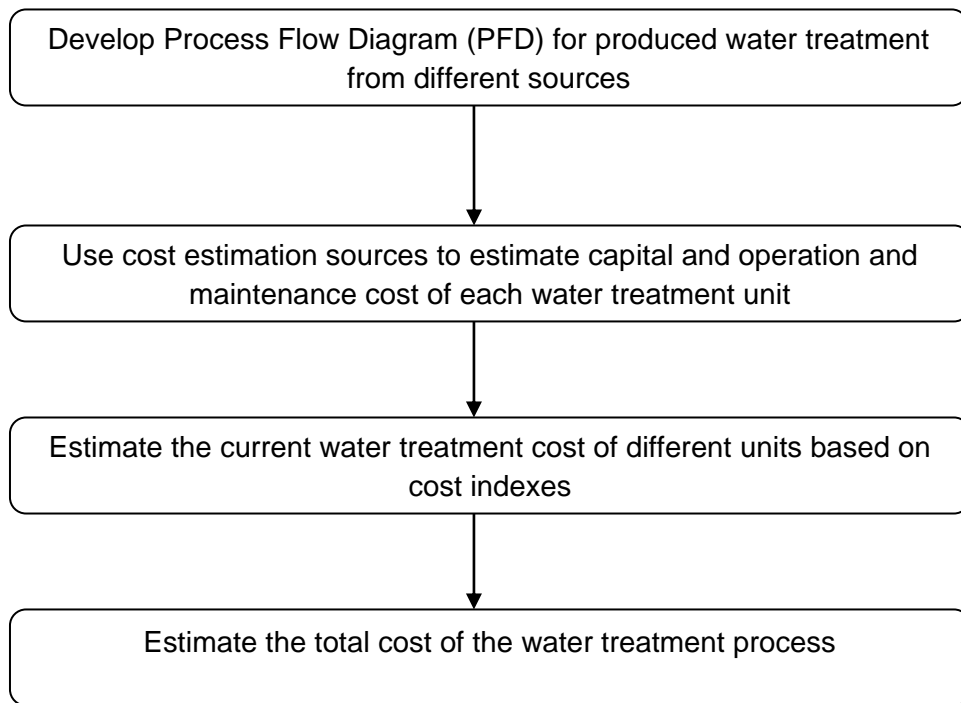 Develop Process Flow Diagram (PFD) for produced water treatment
from different sources
Use cost estimation sources to estimate capital and operation and
maintenance cost of each water treatment unit
Estimate the current water treatment cost of different units based on
cost indexes
Estimate the total cost of the water treatment process